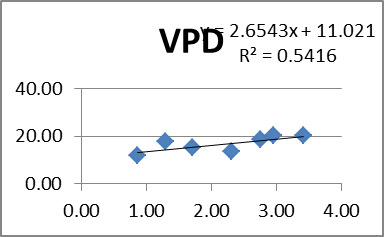 VPD
y = 2.6543x + 11.021
R² = 0.5416
40.00
20.00
0.00
0.00 1.00 2.00 3.00 4.00